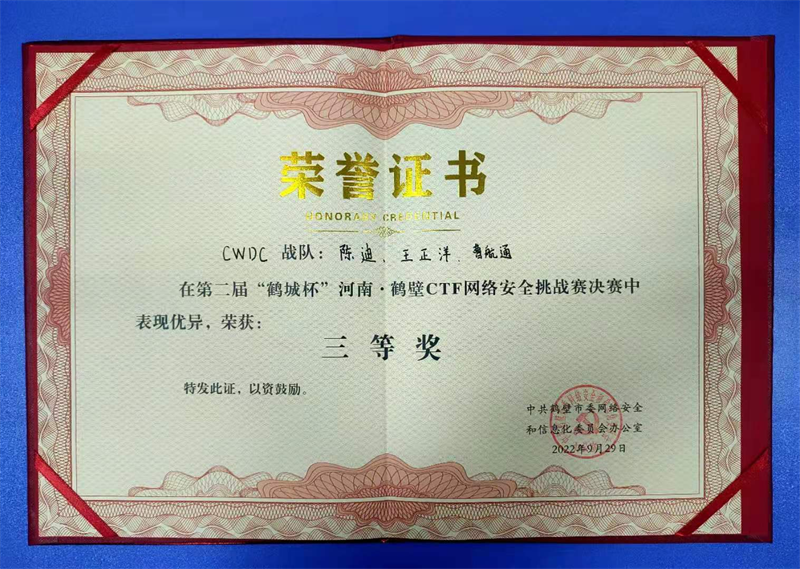 荣誉证书
HONORARY CREDENTIAL
CWDC 战队：陈迪、王正洋、鲁航通
在第二届“鹤城杯”河南·鹤壁CTF网络安全挑战赛决赛中
表现优异，荣获：
三等奖
特发此证，以资鼓励。
中共鹤壁市委网络安全
和信息化委员会办公室
2022年9月29日